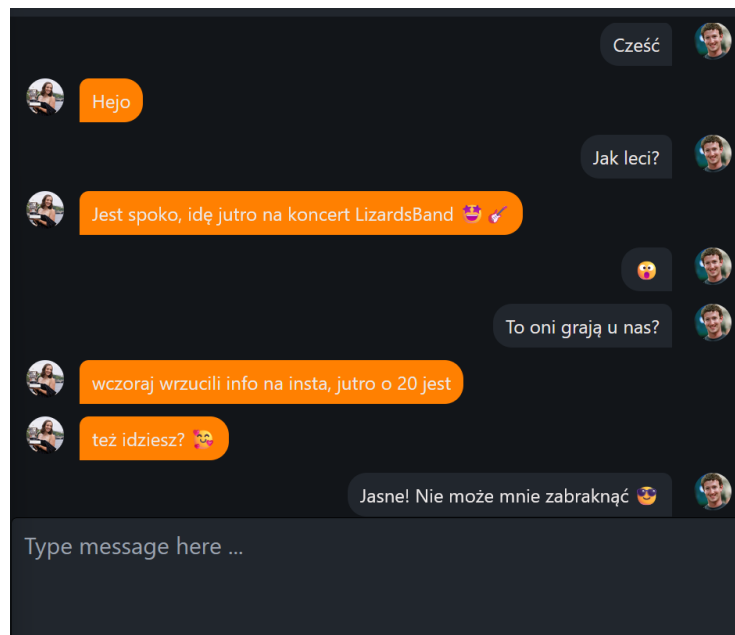 Cześć
Hejo
Jak leci?
Jest spoko, idę jutro na koncert LizardsBand 🤩 🎸
😲
To oni grają u nas?
wczoraj wrzucili info na insta, jutro o 20 jest
też idziesz? 🥰
Jasne! Nie może mnie zabraknąć 😎
Type message here ...